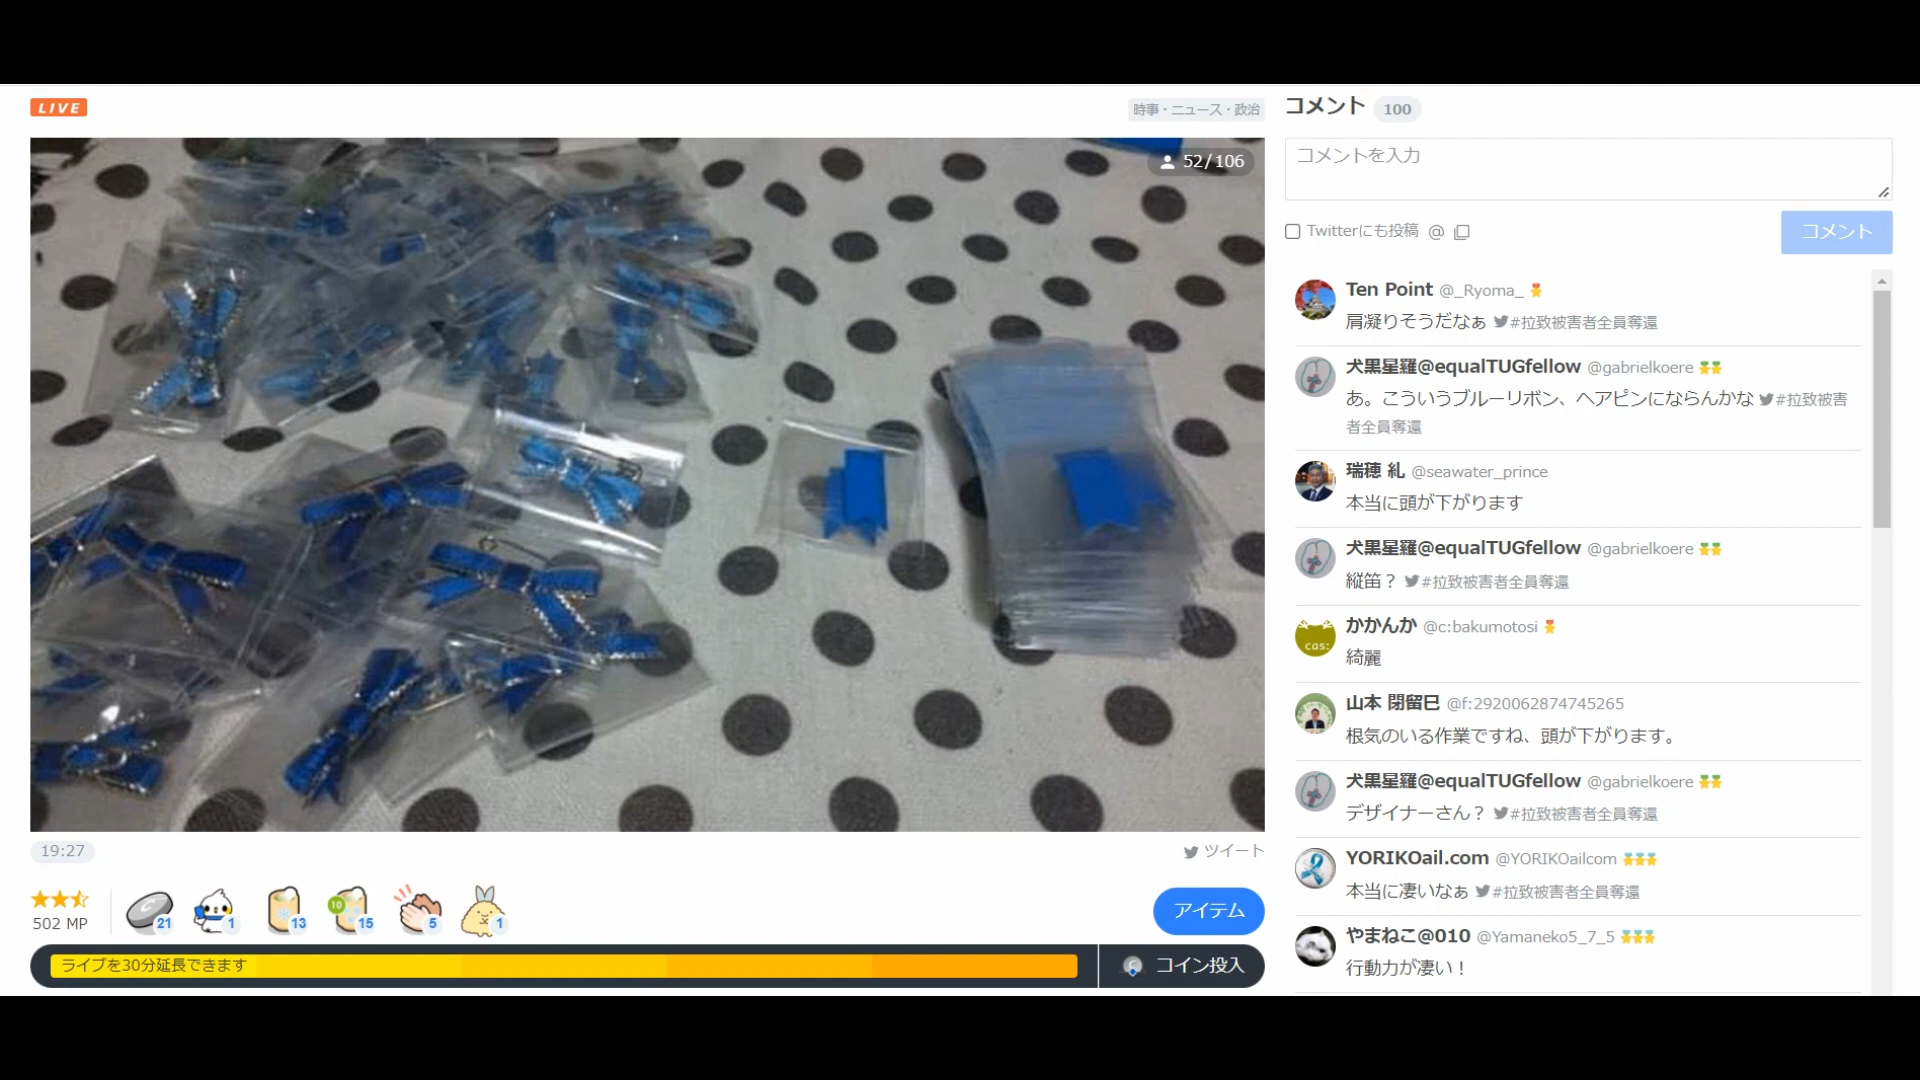 LIVE
時事・ニュース・政治
52/106
19:27
ツイート
502 MP
21
1
13
10
15
5
1
アイテム
ライブを30分延長できます
C
コイン投入
コメント 100
コメントを入力
Twitterにも投稿 @
コメント
Ten Point @_Ryoma_
肩凝りそうだなぁ #拉致被害者全員奪還
犬黒星羅@equalTUGfellow @gabrielkoere
あ。こういうブルーリボン、ヘアピンにならんかな #拉致被害
者全員奪還
瑞穂 糺 @seawater_prince
本当に頭が下がります
犬黒星羅@equalTUGfellow @gabrielkoere
縦笛？ #拉致被害者全員奪還
cas:
かかんか @c:bakumotosi
綺麗
山本 閉留巳 @f:2920062874745265
根気のいる作業ですね、頭が下がります。
犬黒星羅@equalTUGfellow @gabrielkoere
デザイナーさん？ #拉致被害者全員奪還
YORIKOail.com @YORIKOailcom
本当に凄いなぁ #拉致被害者全員奪還
やまねこ@010 @Yamaneko5_7_5
行動力が凄い！